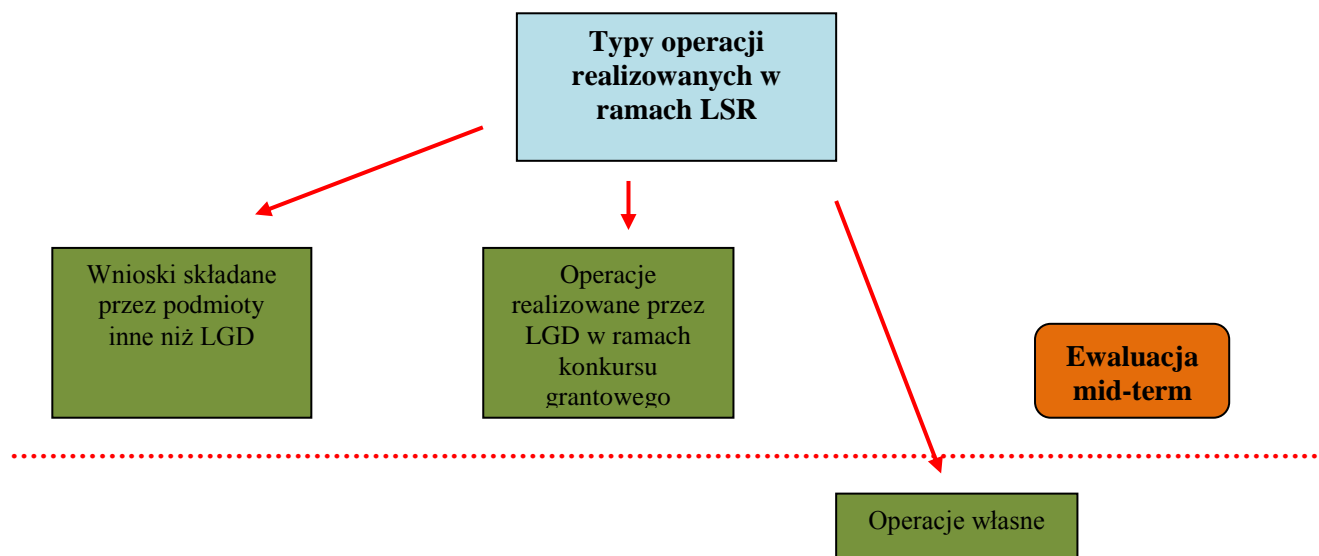 Typy operacji
realizowanych w
ramach LSR
Wnioski składane
przez podmioty
inne niż LGD
Operacje
realizowane przez
LGD w ramach
konkursu
grantowego
Ewaluacja
mid-term
Operacje własne